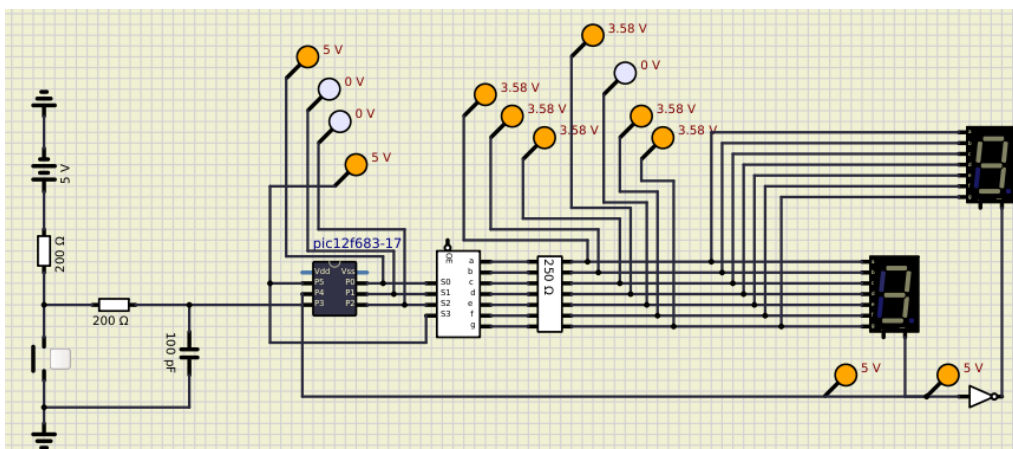 3.58 V
5 V
0 V
0 V
3.58 V
3.58 V
3.58 V
3.58 V
0 V
3.58 V
5 V
5 V
200 Ω
pic12f683-17
Vdd Vss
P5 P0
P4 P1
P3 P2
OE
S0
S1
S2
S3
a
b
c
d
e
f
g
250 Ω
200 Ω
100 pF
5 V
5 V